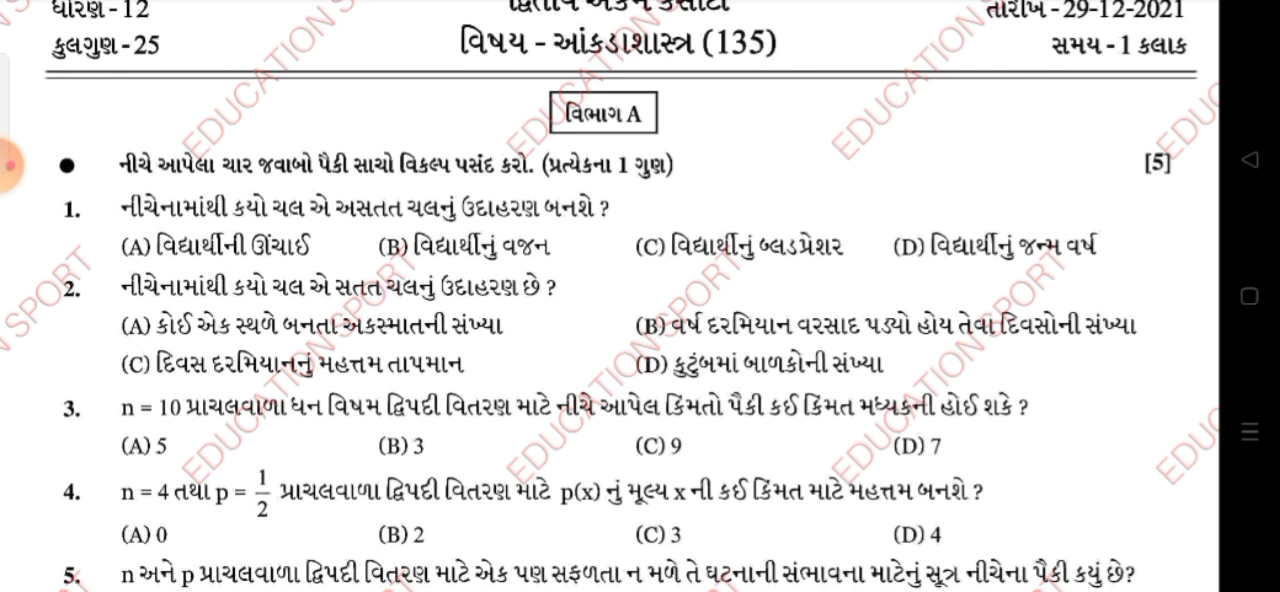 ધોરણ - 12 દ્વિતીય એકમ કસોટી તારીખ - 29-12-2021
કુલગુણ - 25 વિષય - આંકડાશાસ્ત્ર (135) સમય - 1 કલાક
વિભાગ A
● નીચે આપેલા ચાર જવાબો પૈકી સાચો વિકલ્પ પસંદ કરો. (પ્રત્યેકના 1 ગુણ) [5]
1. નીચેનામાંથી કયો ચલ એ અસતત ચલનું ઉદાહરણ બનશે ?
(A) વિદ્યાર્થીની ઊંચાઈ (B) વિદ્યાર્થીનું વજન (C) વિદ્યાર્થીનું બ્લડપ્રેશર (D) વિદ્યાર્થીનું જન્મ વર્ષ
2. નીચેનામાંથી કયો ચલ એ સતત ચલનું ઉદાહરણ છે ?
(A) કોઈ એક સ્થળે બનતા અકસ્માતની સંખ્યા (B) વર્ષ દરમિયાન વરસાદ પડ્યો હોય તેવા દિવસોની સંખ્યા
(C) દિવસ દરમિયાનનું મહત્તમ તાપમાન (D) કુટુંબમાં બાળકોની સંખ્યા
3. n = 10 પ્રાચલવાળા ધન વિષમ દ્વિપદી વિતરણ માટે નીચે આપેલ કિંમતો પૈકી કઈ કિંમત મધ્યકની હોઈ શકે ?
(A) 5 (B) 3 (C) 9 (D) 7
4. n = 4 તથા p = 1/2 પ્રાચલવાળા દ્વિપદી વિતરણ માટે p(x) નું મૂલ્ય x ની કઈ કિંમત માટે મહત્તમ બનશે ?
(A) 0 (B) 2 (C) 3 (D) 4
5. n અને p પ્રાચલવાળા દ્વિપદી વિતરણ માટે એક પણ સફળતા ન મળે તે ઘટનાની સંભાવના માટેનું સૂત્ર નીચેના પૈકી કયું છે?
EDUCATION SPORT